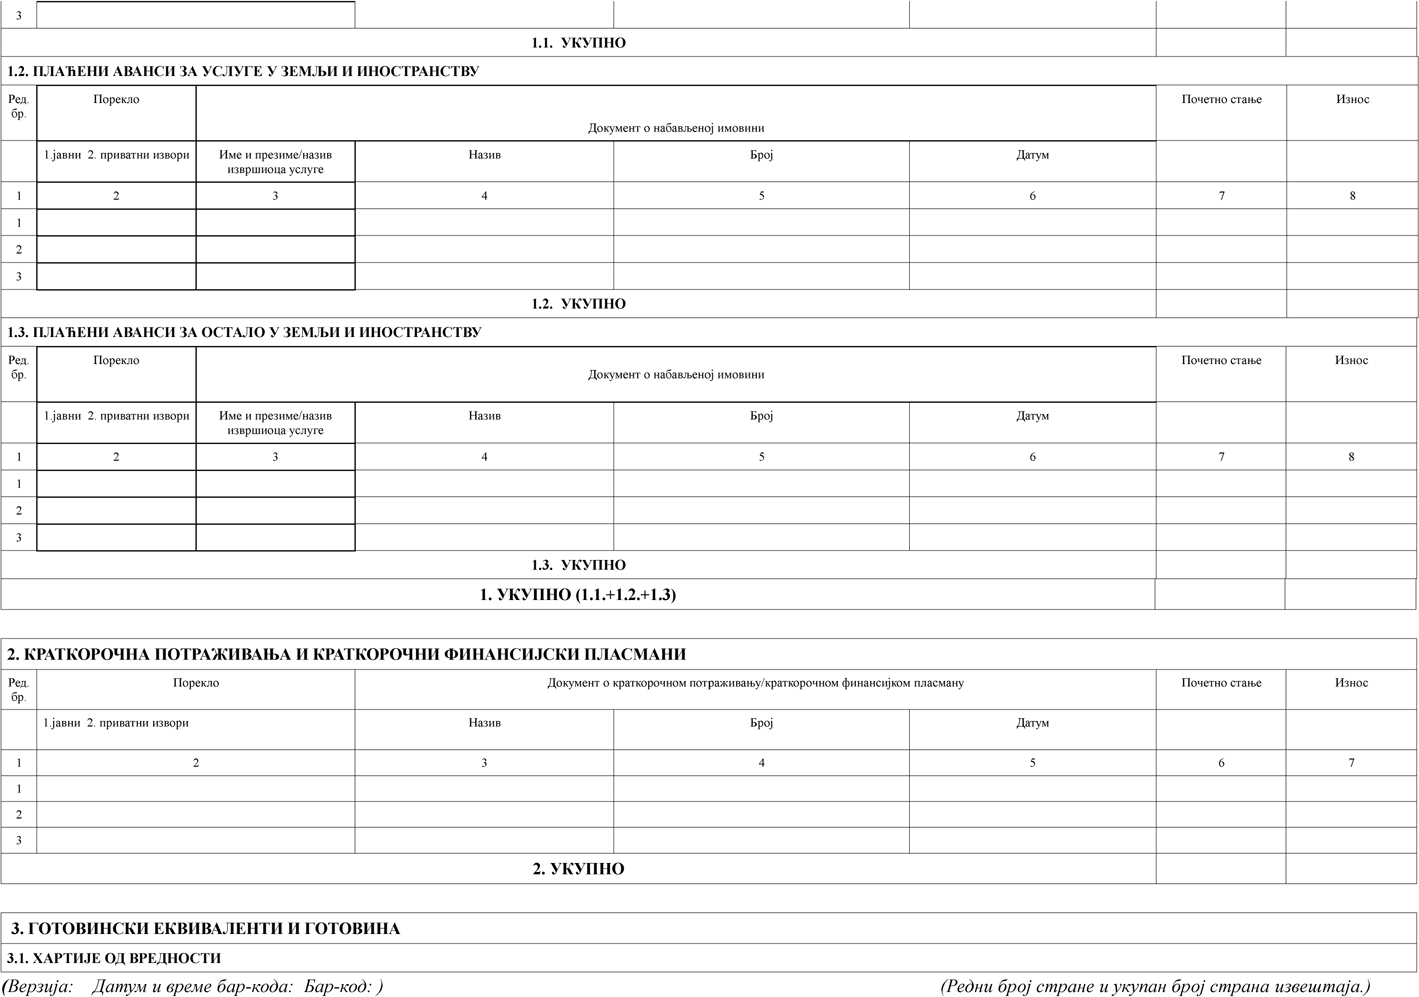 3
1.1. УКУПНО
1.2. ПЛАЋЕНИ АВАНСИ ЗА УСЛУГЕ У ЗЕМЉИ И ИНОСТРАНСТВУ
Ред. Порекло Почетно стање Износ
бр.
Документ о набављеној имовини
1.јавни 2. приватни извори Име и презиме/назив Назив Број Датум
извршиоца услуге
1 2 3 4 5 6 7 8
1
2
3
1.2. УКУПНО
1.3. ПЛАЋЕНИ АВАНСИ ЗА ОСТАЛО У ЗЕМЉИ И ИНОСТРАНСТВУ
Ред. Порекло Почетно стање Износ
бр. Документ о набављеној имовини
1.јавни 2. приватни извори Име и презиме/назив Назив Број Датум
извршиоца услуге
1 2 3 4 5 6 7 8
1
2
3
1.3. УКУПНО
1. УКУПНО (1.1.+1.2.+1.3)
2. КРАТКОРОЧНА ПОТРАЖИВАЊА И КРАТКОРОЧНИ ФИНАНСИЈСКИ ПЛАСМАНИ
Ред. Порекло Документ о краткорочном потраживању/краткорочном финансијком пласману Почетно стање Износ
бр.
1.јавни 2. приватни извори Назив Број Датум
1 2 3 4 5 6 7
1
2
3
2. УКУПНО
3. ГОТОВИНСКИ ЕКВИВАЛЕНТИ И ГОТОВИНА
3.1. ХАРТИЈЕ ОД ВРЕДНОСТИ
(Верзија: Датум и време бар-кода: Бар-код: ) (Редни број стране и укупан број страна извештаја.)